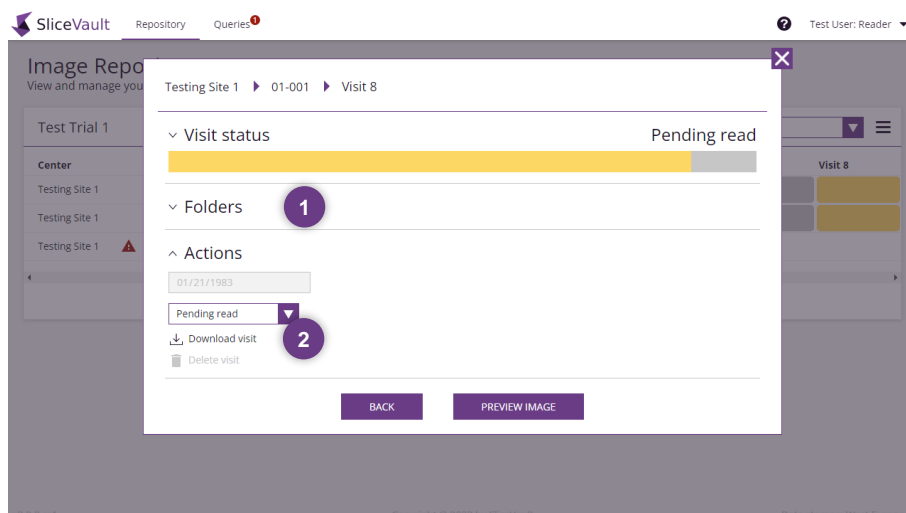 SliceVault Repository Queries 1 ? Test User: Reader
Image Repo
View and manage you
Testing Site 1 01-001 Visit 8
Test Trial 1
Visit status Pending read
Center Visit 8
Testing Site 1
Folders 1
Testing Site 1
Testing Site 1
Actions
01/21/1983
Pending read
Download visit 2
Delete visit
BACK PREVIEW IMAGE